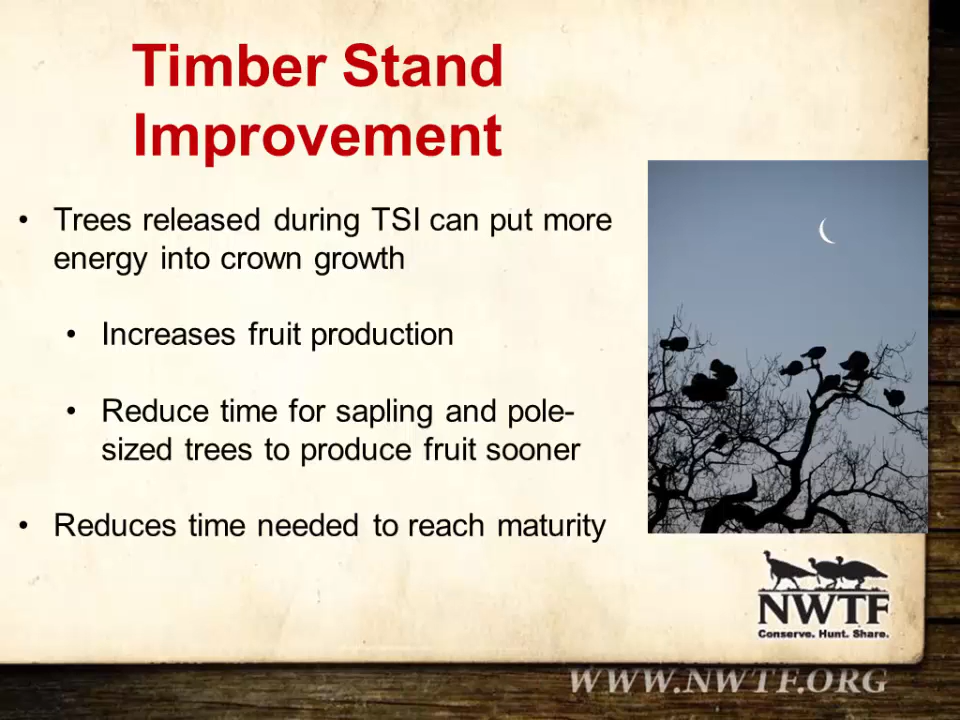 Timber Stand
Improvement
• Trees released during TSI can put more
energy into crown growth
• Increases fruit production
• Reduce time for sapling and pole-
sized trees to produce fruit sooner
• Reduces time needed to reach maturity
NWTF
Conserve. Hunt. Share.
WWW.NWTF.ORG